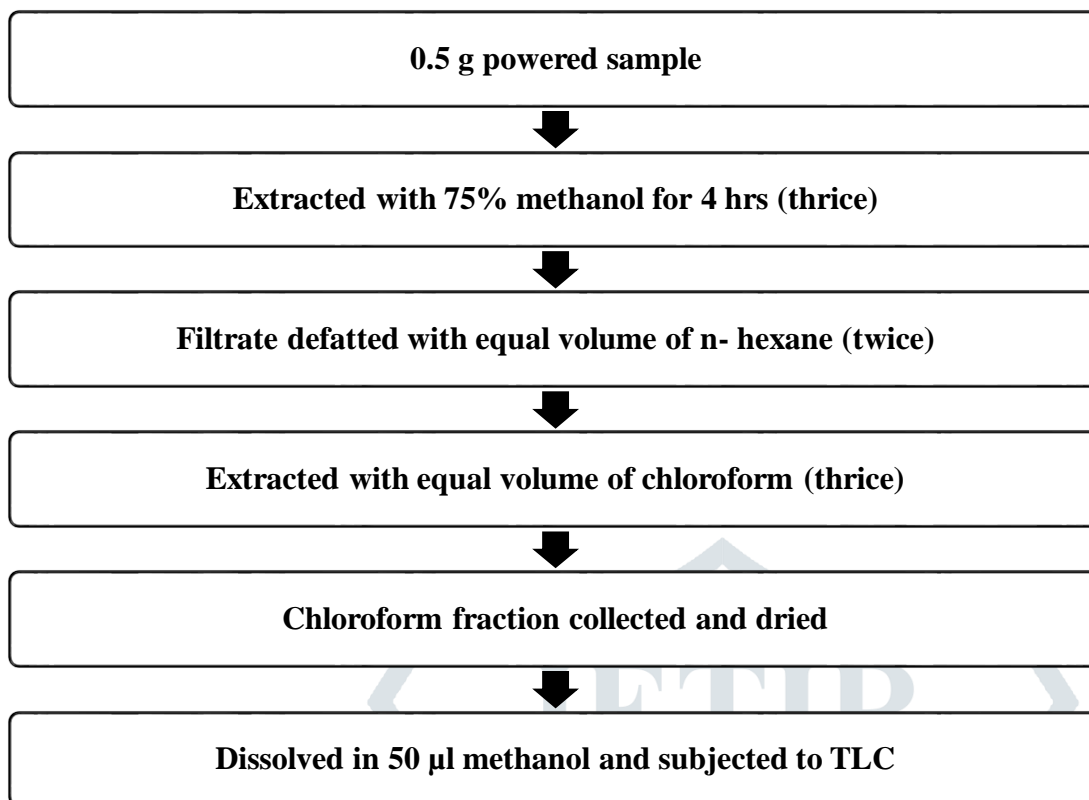 0.5 g powered sample
Extracted with 75% methanol for 4 hrs (thrice)
Filtrate defatted with equal volume of n- hexane (twice)
Extracted with equal volume of chloroform (thrice)
Chloroform fraction collected and dried
JETIR
Dissolved in 50 µl methanol and subjected to TLC